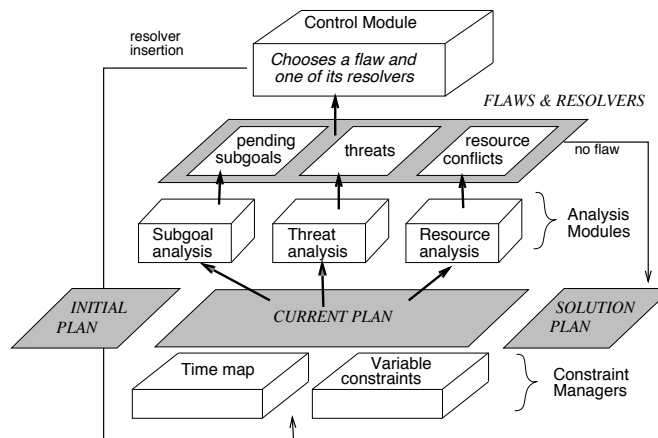 Control Module
resolver
insertion
Chooses a flaw and
one of its resolvers
FLAWS & RESOLVERS
pending
subgoals
threats
resource
conflicts
no flaw
Subgoal
analysis
Threat
analysis
Resource
analysis
Analysis
Modules
INITIAL
PLAN
CURRENT PLAN
SOLUTION
PLAN
Time map
Variable
constraints
Constraint
Managers